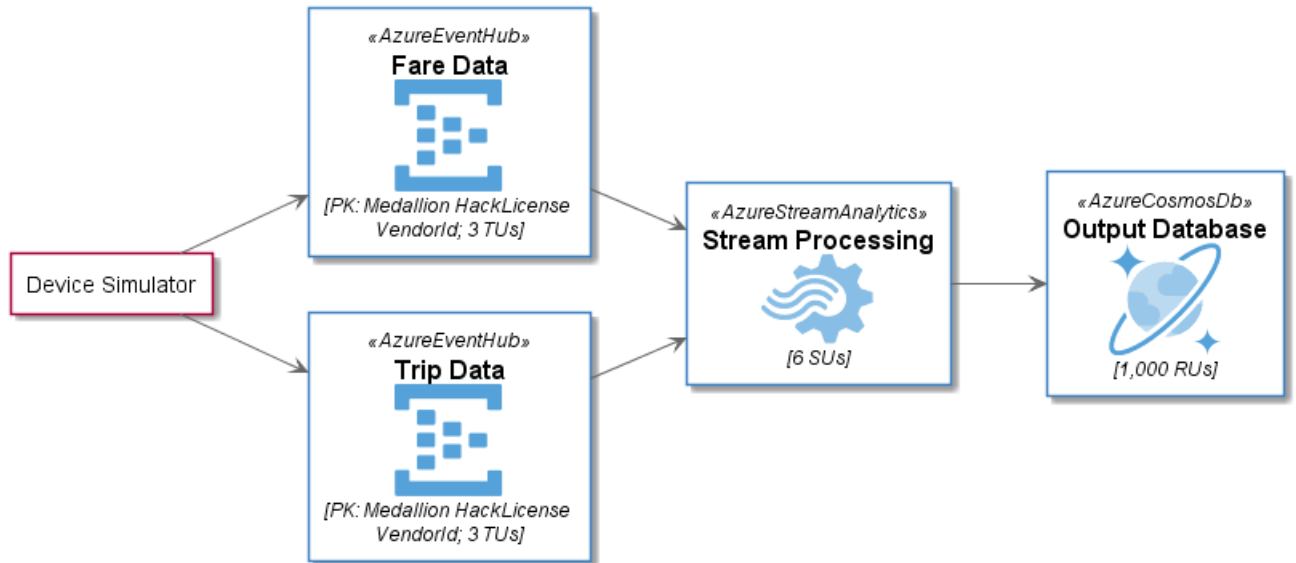 Device Simulator
«AzureEventHub»
Fare Data
[PK: Medallion HackLicense
VendorId; 3 TUs]
«AzureEventHub»
Trip Data
[PK: Medallion HackLicense
VendorId; 3 TUs]
«AzureStreamAnalytics»
Stream Processing
[6 SUs]
«AzureCosmosDb»
Output Database
[1,000 RUs]